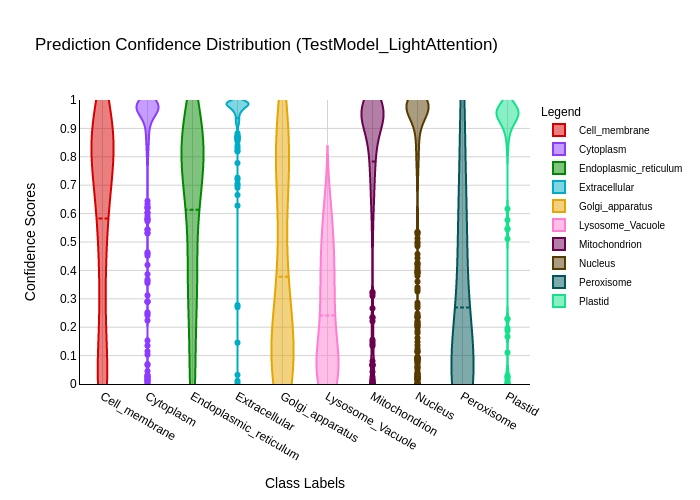 Prediction Confidence Distribution (TestModel_LightAttention)
Legend
Cell_membrane
Cytoplasm
Endoplasmic_reticulum
Extracellular
Golgi_apparatus
Lysosome_Vacuole
Mitochondrion
Nucleus
Peroxisome
Plastid
Confidence Scores
1
0.9
0.8
0.7
0.6
0.5
0.4
0.3
0.2
0.1
0
Cell_membrane
Cytoplasm
Endoplasmic_reticulum
Extracellular
Golgi_apparatus
Lysosome_Vacuole
Mitochondrion
Nucleus
Peroxisome
Plastid
Class Labels